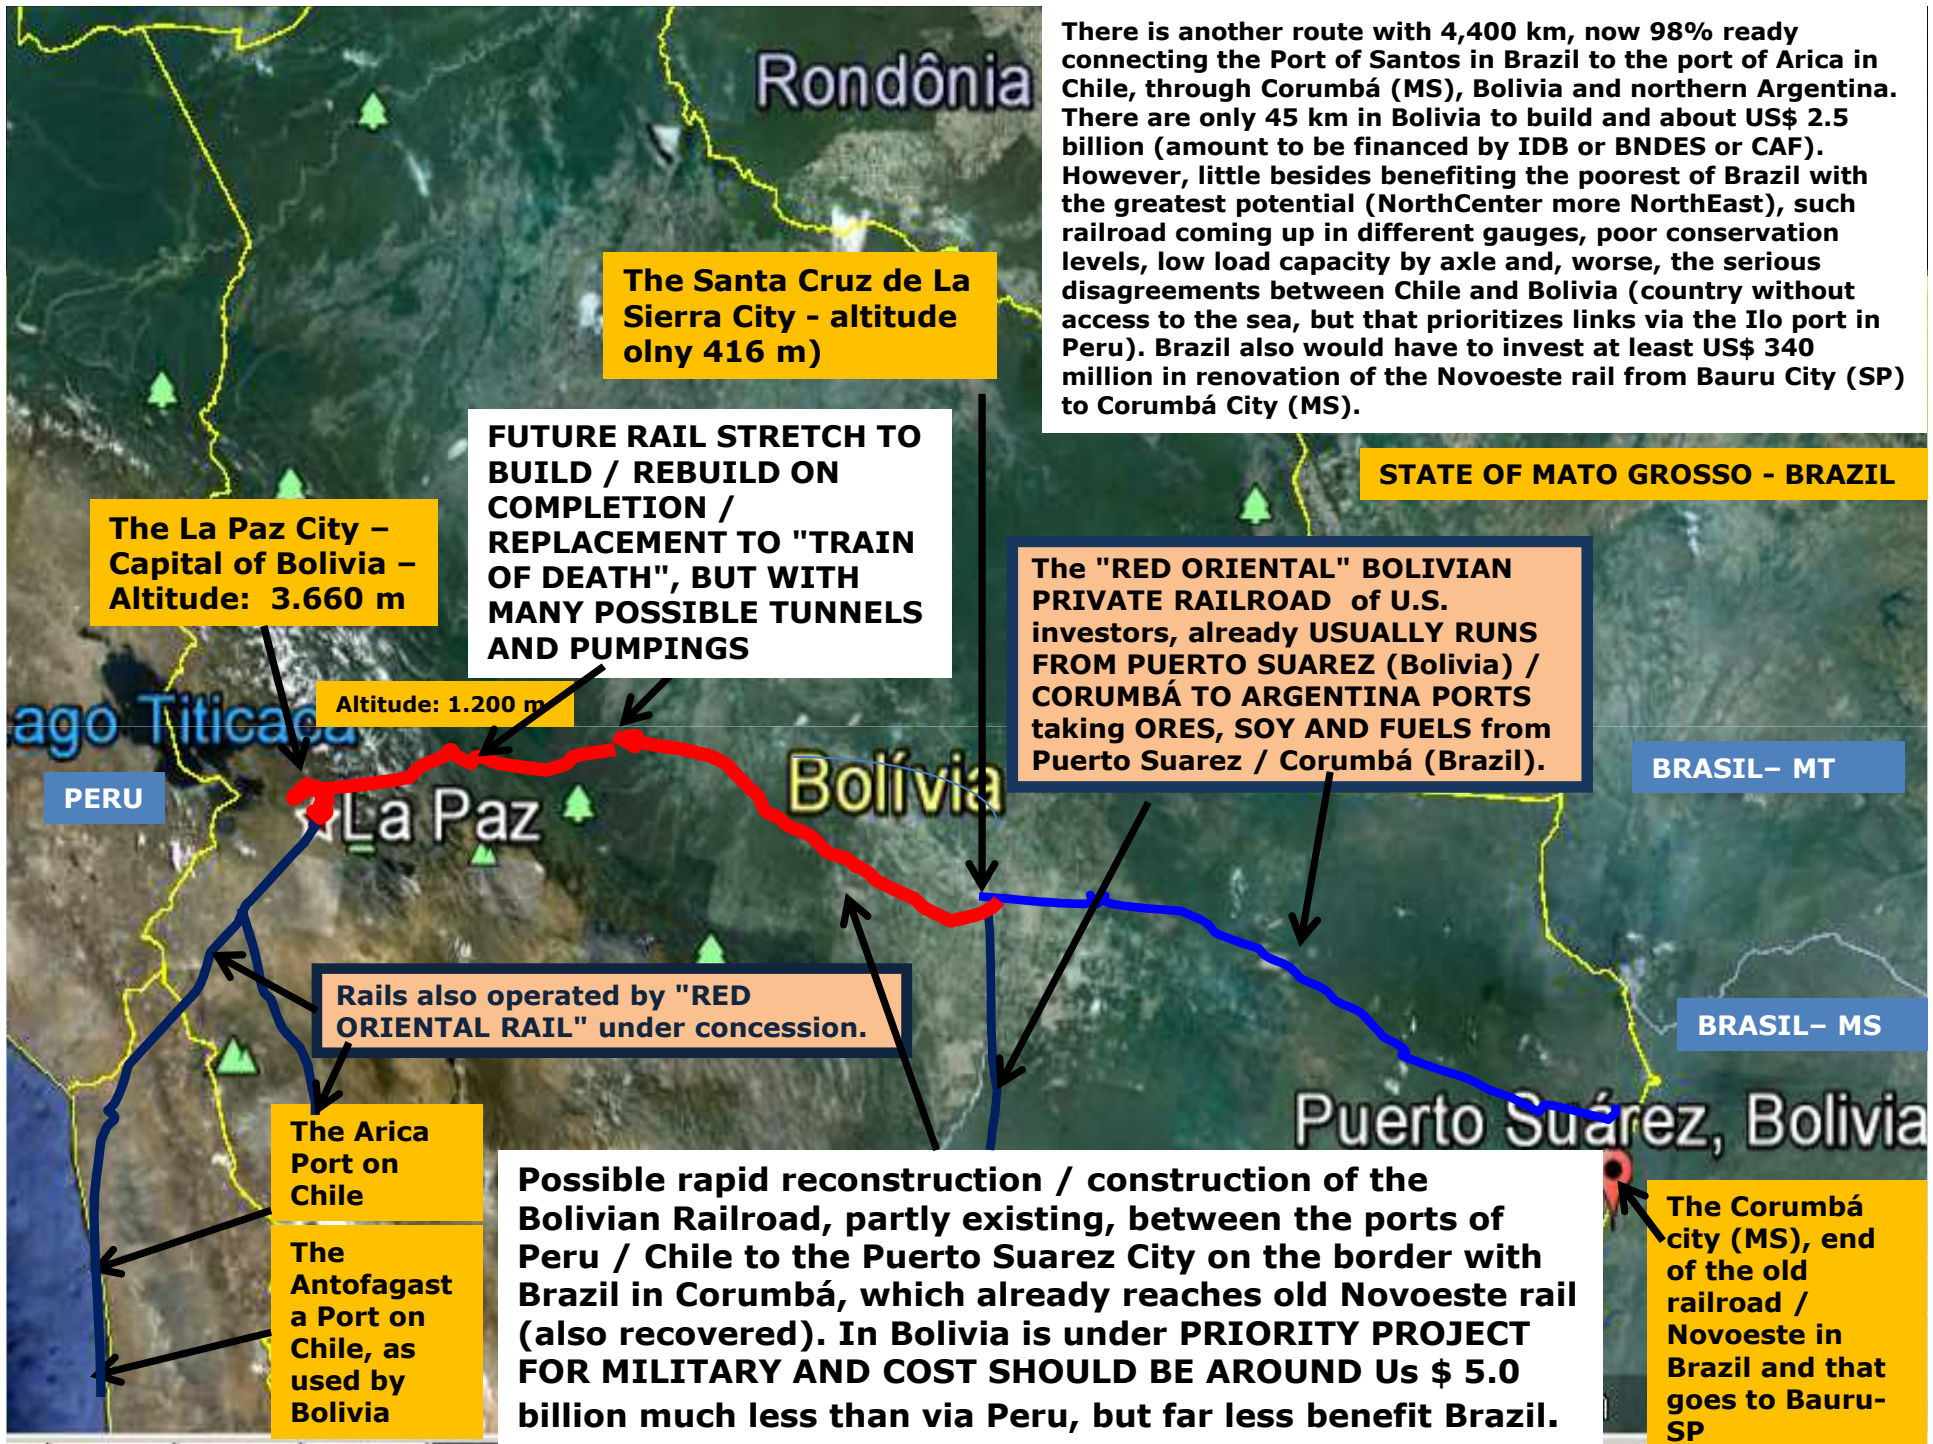 There is another route with 4,400 km, now 98% ready
connecting the Port of Santos in Brazil to the port of Arica in
Chile, through Corumbá (MS), Bolivia and northern Argentina.
There are only 45 km in Bolivia to build and about US$ 2.5
billion (amount to be financed by IDB or BNDES or CAF).
However, little besides benefiting the poorest of Brazil with
the greatest potential (NorthCenter more NorthEast), such
railroad coming up in different gauges, poor conservation
levels, low load capacity by axle and, worse, the serious
disagreements between Chile and Bolivia (country without
access to the sea, but that prioritizes links via the Ilo port in
Peru). Brazil also would have to invest at least US$ 340
million in renovation of the Novoeste rail from Bauru City (SP)
to Corumbá City (MS).
Rondônia
The Santa Cruz de La
Sierra City - altitude
olny 416 m)
FUTURE RAIL STRETCH TO
BUILD / REBUILD ON
COMPLETION /
REPLACEMENT TO "TRAIN
OF DEATH", BUT WITH
MANY POSSIBLE TUNNELS
AND PUMPINGS
STATE OF MATO GROSSO - BRAZIL
The La Paz City –
Capital of Bolivia –
Altitude:  3.660 m
The "RED ORIENTAL" BOLIVIAN
PRIVATE RAILROAD  of U.S.
investors, already USUALLY RUNS
FROM PUERTO SUAREZ (Bolivia) /
CORUMBÁ TO ARGENTINA PORTS
taking ORES, SOY AND FUELS from
Puerto Suarez / Corumbá (Brazil).
Altitude: 1.200 m
ago Titicaca
PERU
La Paz
Bolívia
BRASIL– MT
Rails also operated by "RED
ORIENTAL RAIL" under concession.
BRASIL– MS
Puerto Suárez, Bolivia
The Arica
Port on
Chile
The
Antofagast
a Port on
Chile, as
used by
Bolivia
Possible rapid reconstruction / construction of the
Bolivian Railroad, partly existing, between the ports of
Peru / Chile to the Puerto Suarez City on the border with
Brazil in Corumbá, which already reaches old Novoeste rail
(also recovered). In Bolivia is under PRIORITY PROJECT
FOR MILITARY AND COST SHOULD BE AROUND Us $ 5.0
billion much less than via Peru, but far less benefit Brazil.
The Corumbá
city (MS), end
of the old
railroad /
Novoeste in
Brazil and that
goes to Bauru-
SP